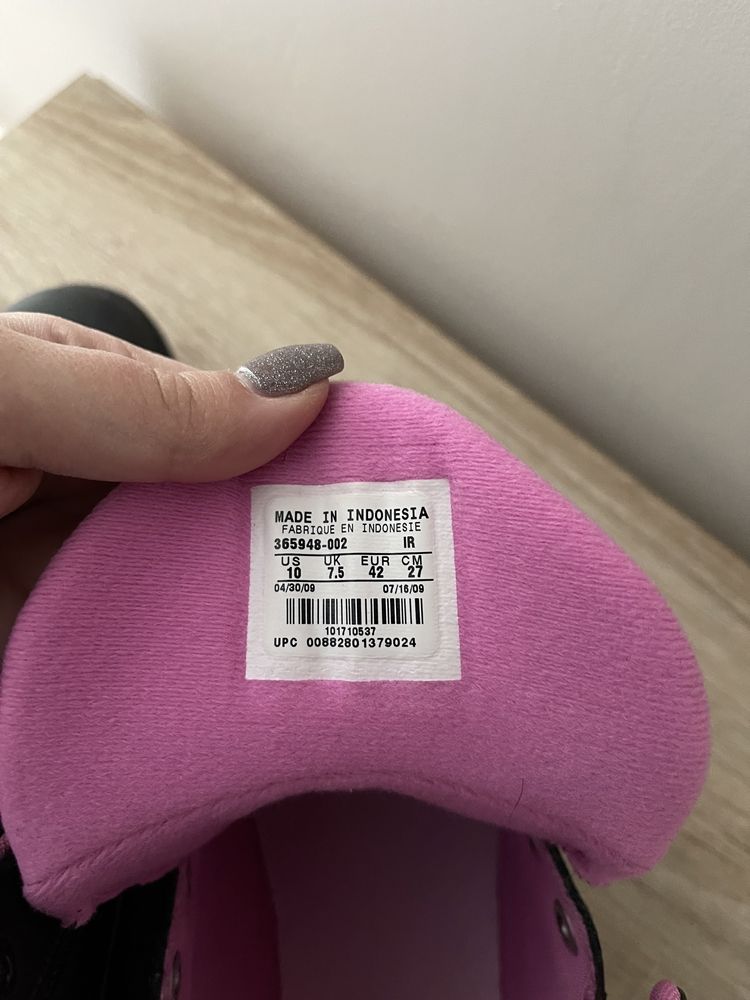 MADE IN INDONESIA
FABRIQUE EN INDONESIE
365948-002 IR
US UK EUR CM
10 7.5 42 27
04/30/09 07/16/09
101710537
UPC 00882801379024